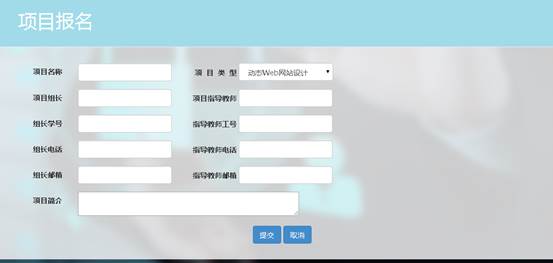 项目报名
项目名称 项 目 类 型 动态Web网站设计
项目组长 项目指导教师
组长学号 指导教师工号
组长电话 指导教师电话
组长邮箱 指导教师邮箱
项目简介
提交 取消